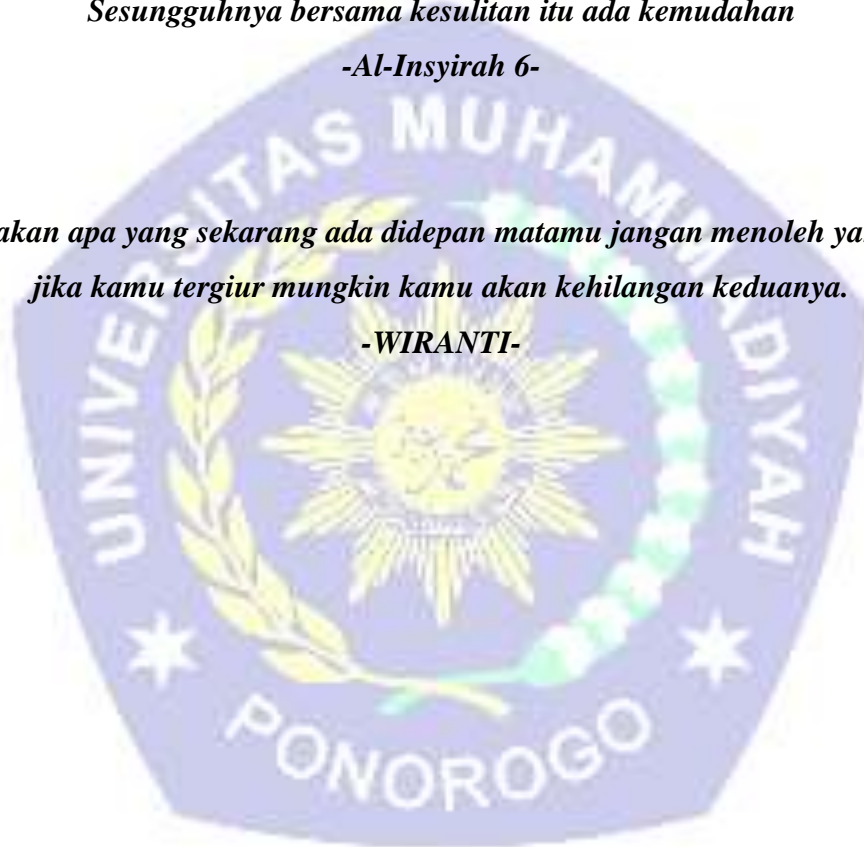 Sesungguhnya bersama kesulitan itu ada kemudahan
-Al-Insyirah 6-
apa yang sekarang ada didepan matamu jangan menoleh
jika kamu tergiur mungkin kamu akan kehilangan keduanya.
-WIRANTI-
UNIVERSITAS MUHAMMADIYAH
PONOROGO